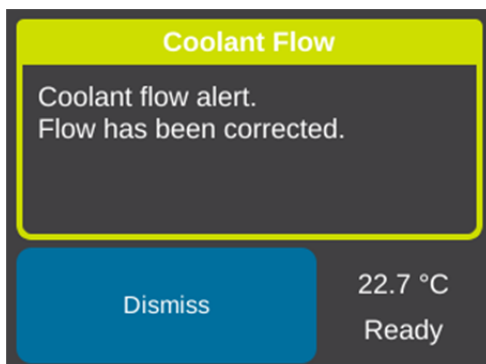 Coolant Flow
Coolant flow alert.
Flow has been corrected.
Dismiss
22.7 °C
Ready